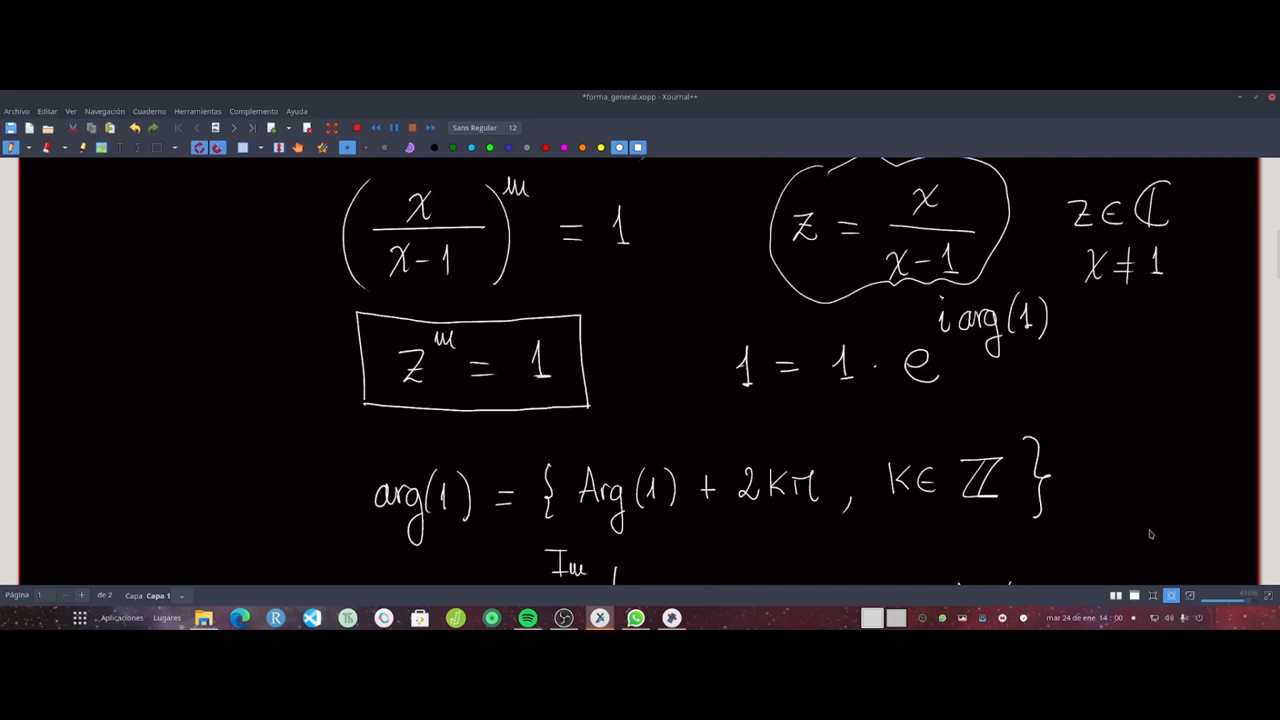 *forma_general.xopp - Xournal++
Archivo Editar Ver Navegación Cuaderno Herramientas Complemento Ayuda
Sans Regular 12
(x/(x-1))^m = 1
z = x/(x-1)
z ∈ ℂ
x ≠ 1
z^m = 1
1 = 1 · e^{i arg(1)}
arg(1) = { Arg(1) + 2kπ , k ∈ ℤ }
Im
Página 1 de 2 Capa Capa 1
416%
Aplicaciones Lugares
mar 24 de ene 14:00